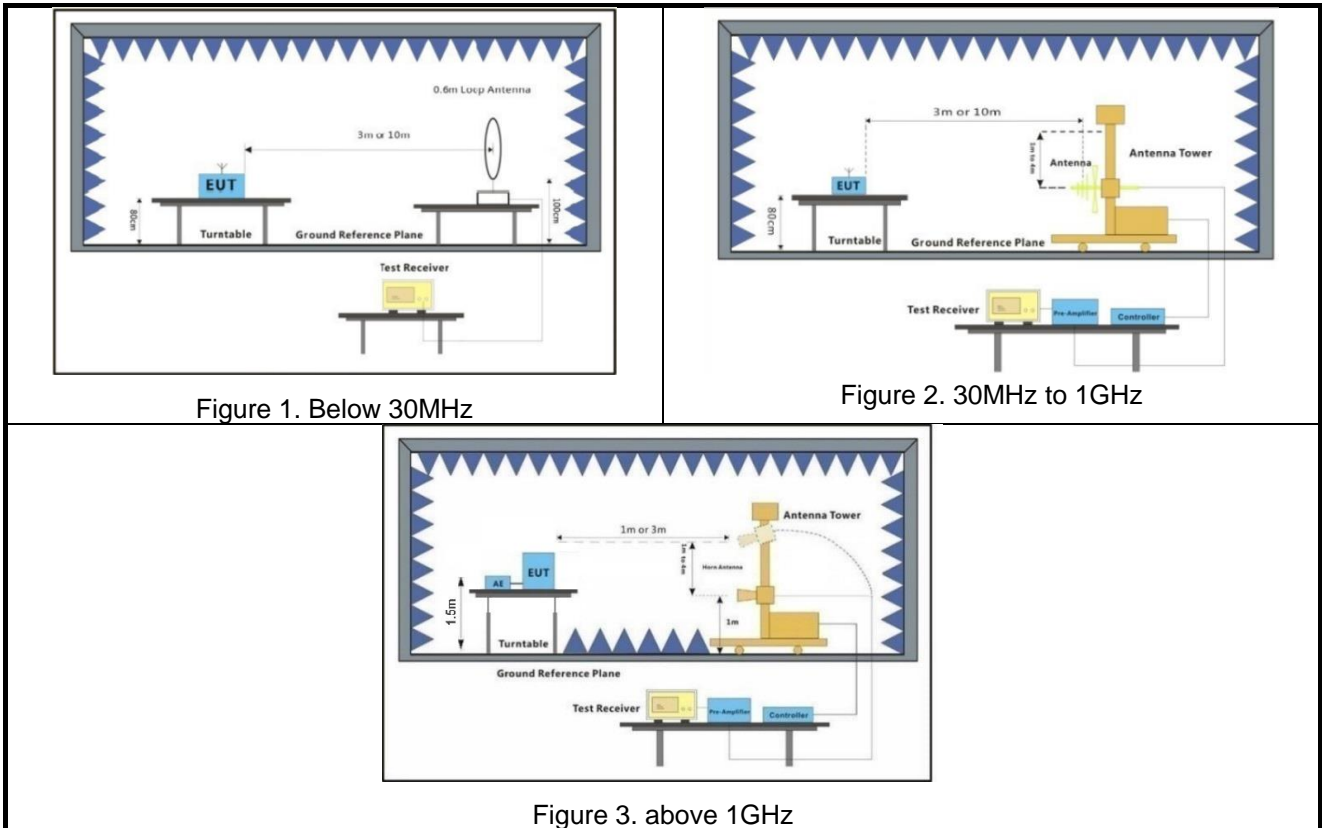 0.6m Loop Antenna
3m or 10m
EUT
80cm
100cm
Turntable
Ground Reference Plane
Test Receiver
Figure 1. Below 30MHz
3m or 10m
1m to 4m
Antenna
Antenna Tower
EUT
80cm
Turntable
Ground Reference Plane
Test Receiver
Pre-Amplifier
Controller
Figure 2. 30MHz to 1GHz
Antenna Tower
1m or 3m
1m to 4m
Horn Antenna
EUT
AE
1.5m
1m
Turntable
Ground Reference Plane
Test Receiver
Pre-Amplifier
Controller
Figure 3. above 1GHz